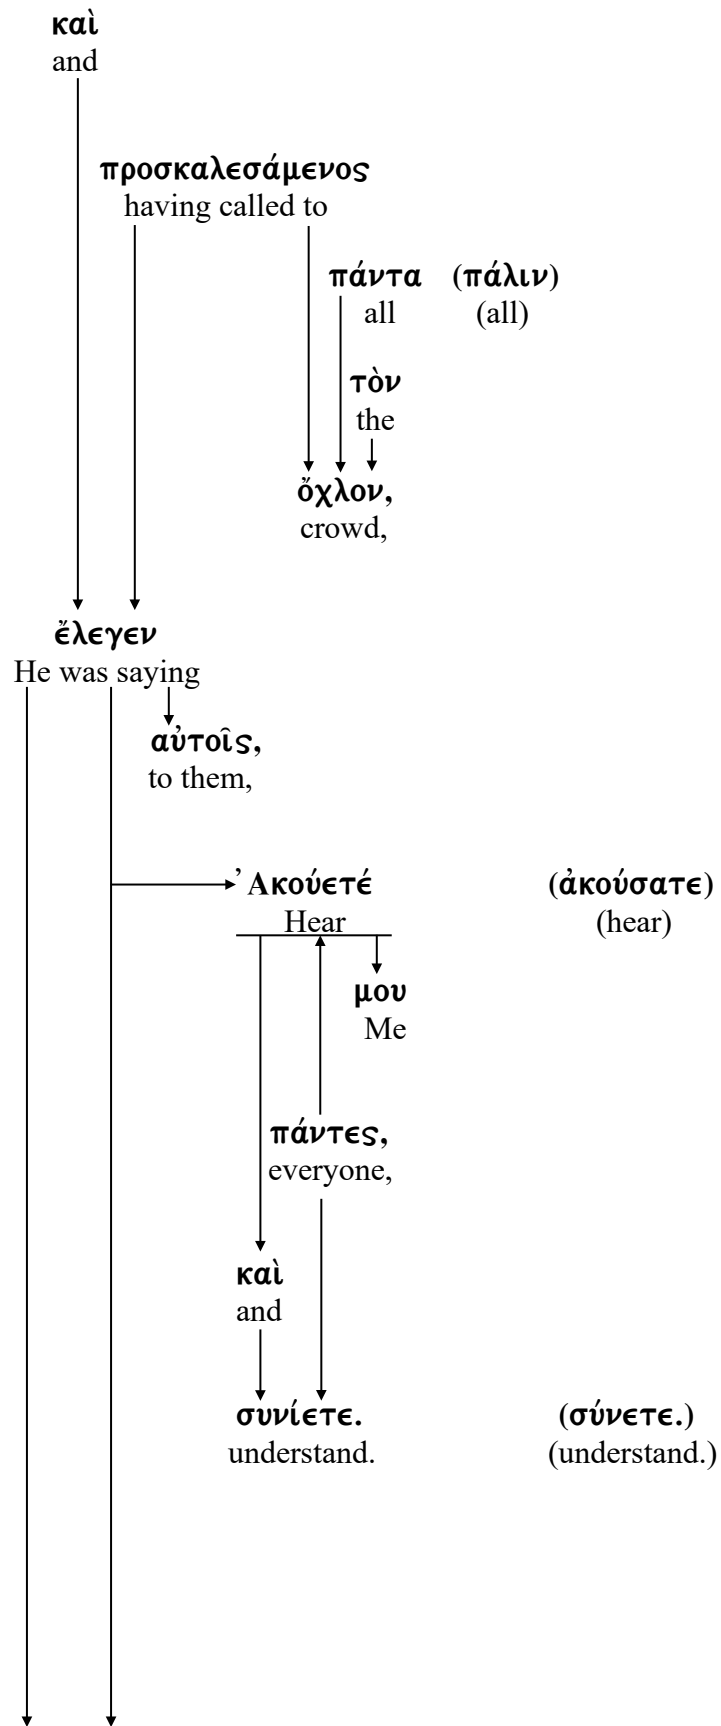 καὶ
and
προσκαλεσάμενος
having called to
πάντα (πάλιν)
all (all)
τὸν
the
ὄχλον,
crowd,
ἔλεγεν
He was saying
αὐτοῖς,
to them,
Ἀκούετέ (ἀκούσατε)
Hear (hear)
μου
Me
πάντες,
everyone,
καὶ
and
συνίετε. (σύνετε.)
understand. (understand.)